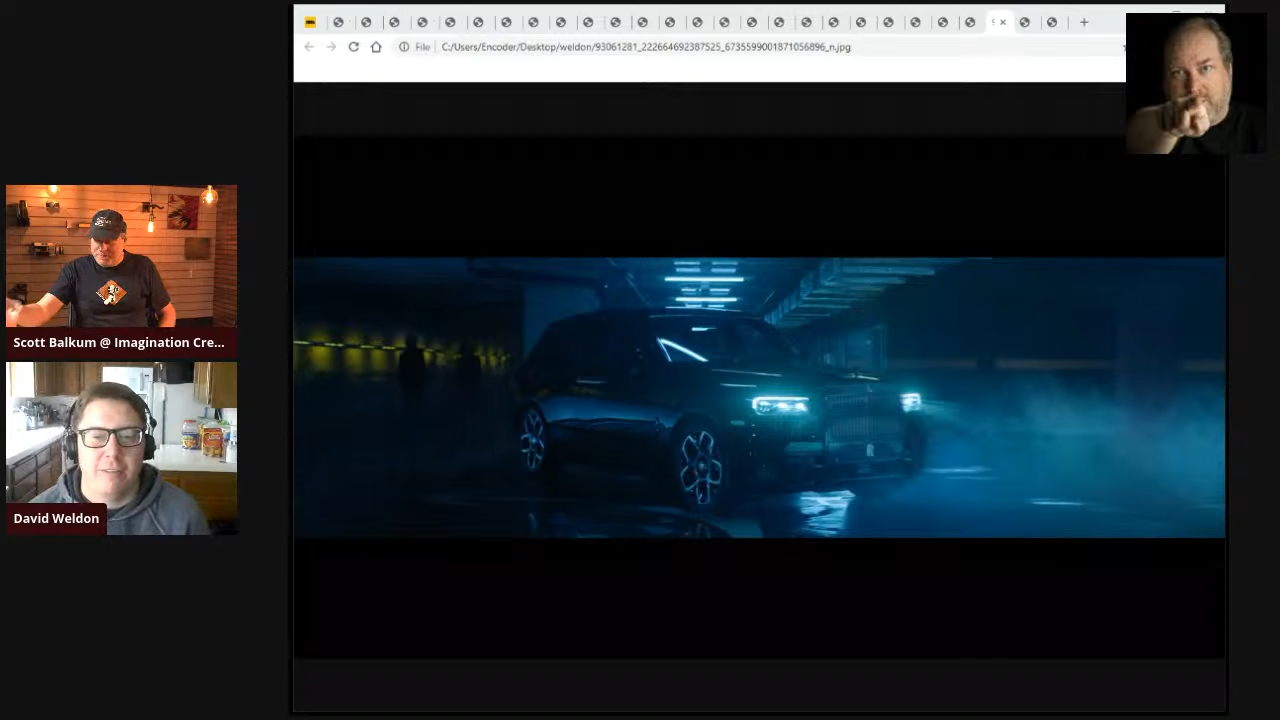 File
C:/Users/Encoder/Desktop/weldon/93061281_222664692387525_6735599001871056896_n.jpg
Scott Balkum @ Imagination Cre...
David Weldon